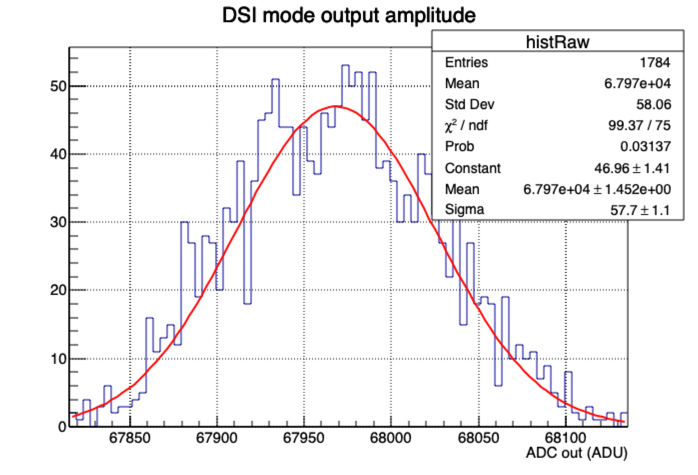 DSI mode output amplitude
histRaw
Entries 1784
Mean 6.797e+04
Std Dev 58.06
χ² / ndf 99.37 / 75
Prob 0.03137
Constant 46.96 ± 1.41
Mean 6.797e+04 ± 1.452e+00
Sigma 57.7 ± 1.1
50
40
30
20
10
0
67850 67900 67950 68000 68050 68100
ADC out (ADU)